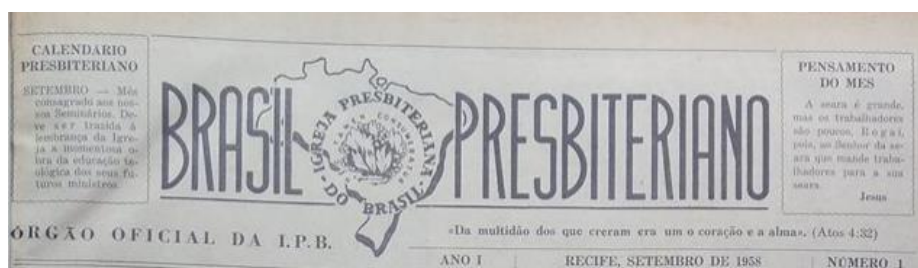 CALENDARIO
PRESBITERIANO
SETEMBRO — Mês
consagrado aos nos-
sos Seminários. De-
ve ser trazida à
lembrança da Igre-
ja a momentosa o-
bra da educação te-
ológica dos seus fu-
turos ministros.
BRASIL PRESBITERIANO
IGREJA PRESBITERIANA
DO BRASIL
PENSAMENTO
DO MES
A seara é grande,
mas os trabalhadores
são poucos. Rogai,
pois, ao Senhor da se-
ara que mande traba-
lhadores para a sua
seara.
Jesus
ÓRGÃO OFICIAL DA I.P.B.
«Da multidão dos que creram era um o coração e a alma». (Atos 4:32)
ANO I RECIFE, SETEMBRO DE 1958 NÚMERO 1